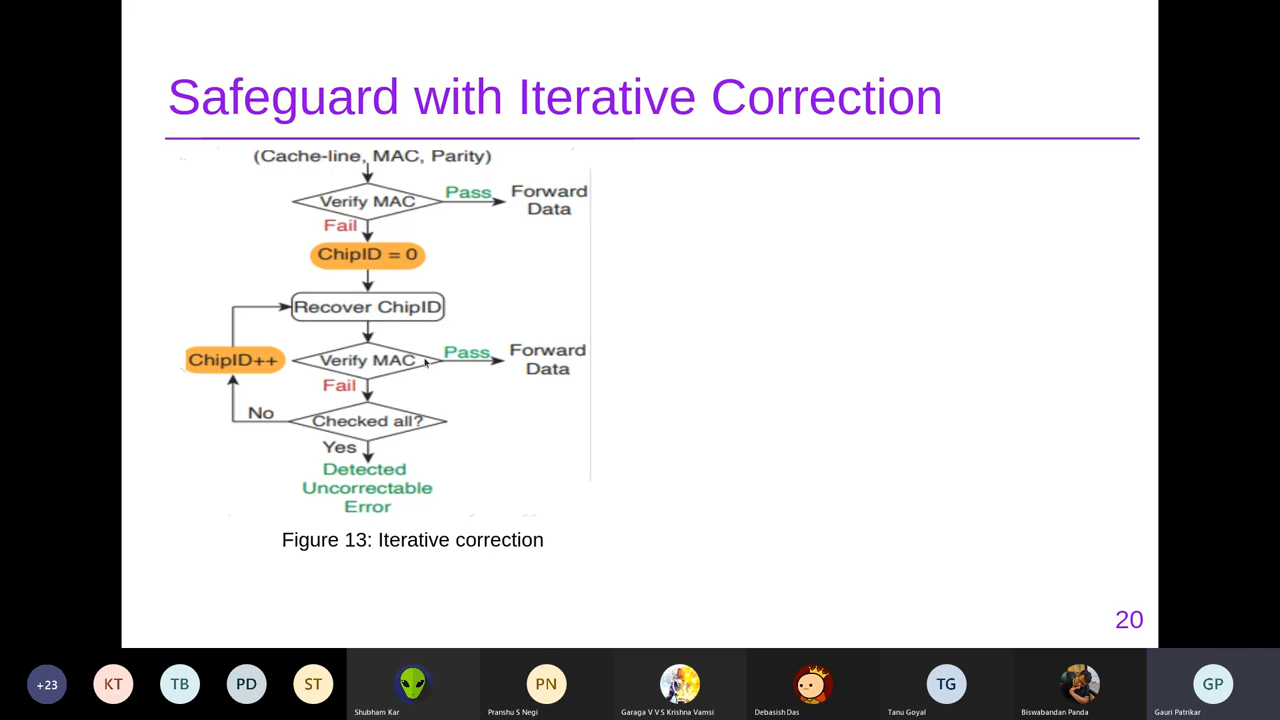 Safeguard with Iterative Correction
(Cache-line, MAC, Parity)
Verify MAC
Pass
Forward
Data
Fail
ChipID = 0
Recover ChipID
ChipID++
Verify MAC
Pass
Forward
Data
Fail
No
Checked all?
Yes
Detected
Uncorrectable
Error
Figure 13: Iterative correction
20
+23
KT
TB
PD
ST
Shubham Kar
PN
Pranshu S Negi
Garaga V V S Krishna Vamsi
Debasish Das
TG
Tanu Goyal
Biswabandan Panda
GP
Gauri Patrikar